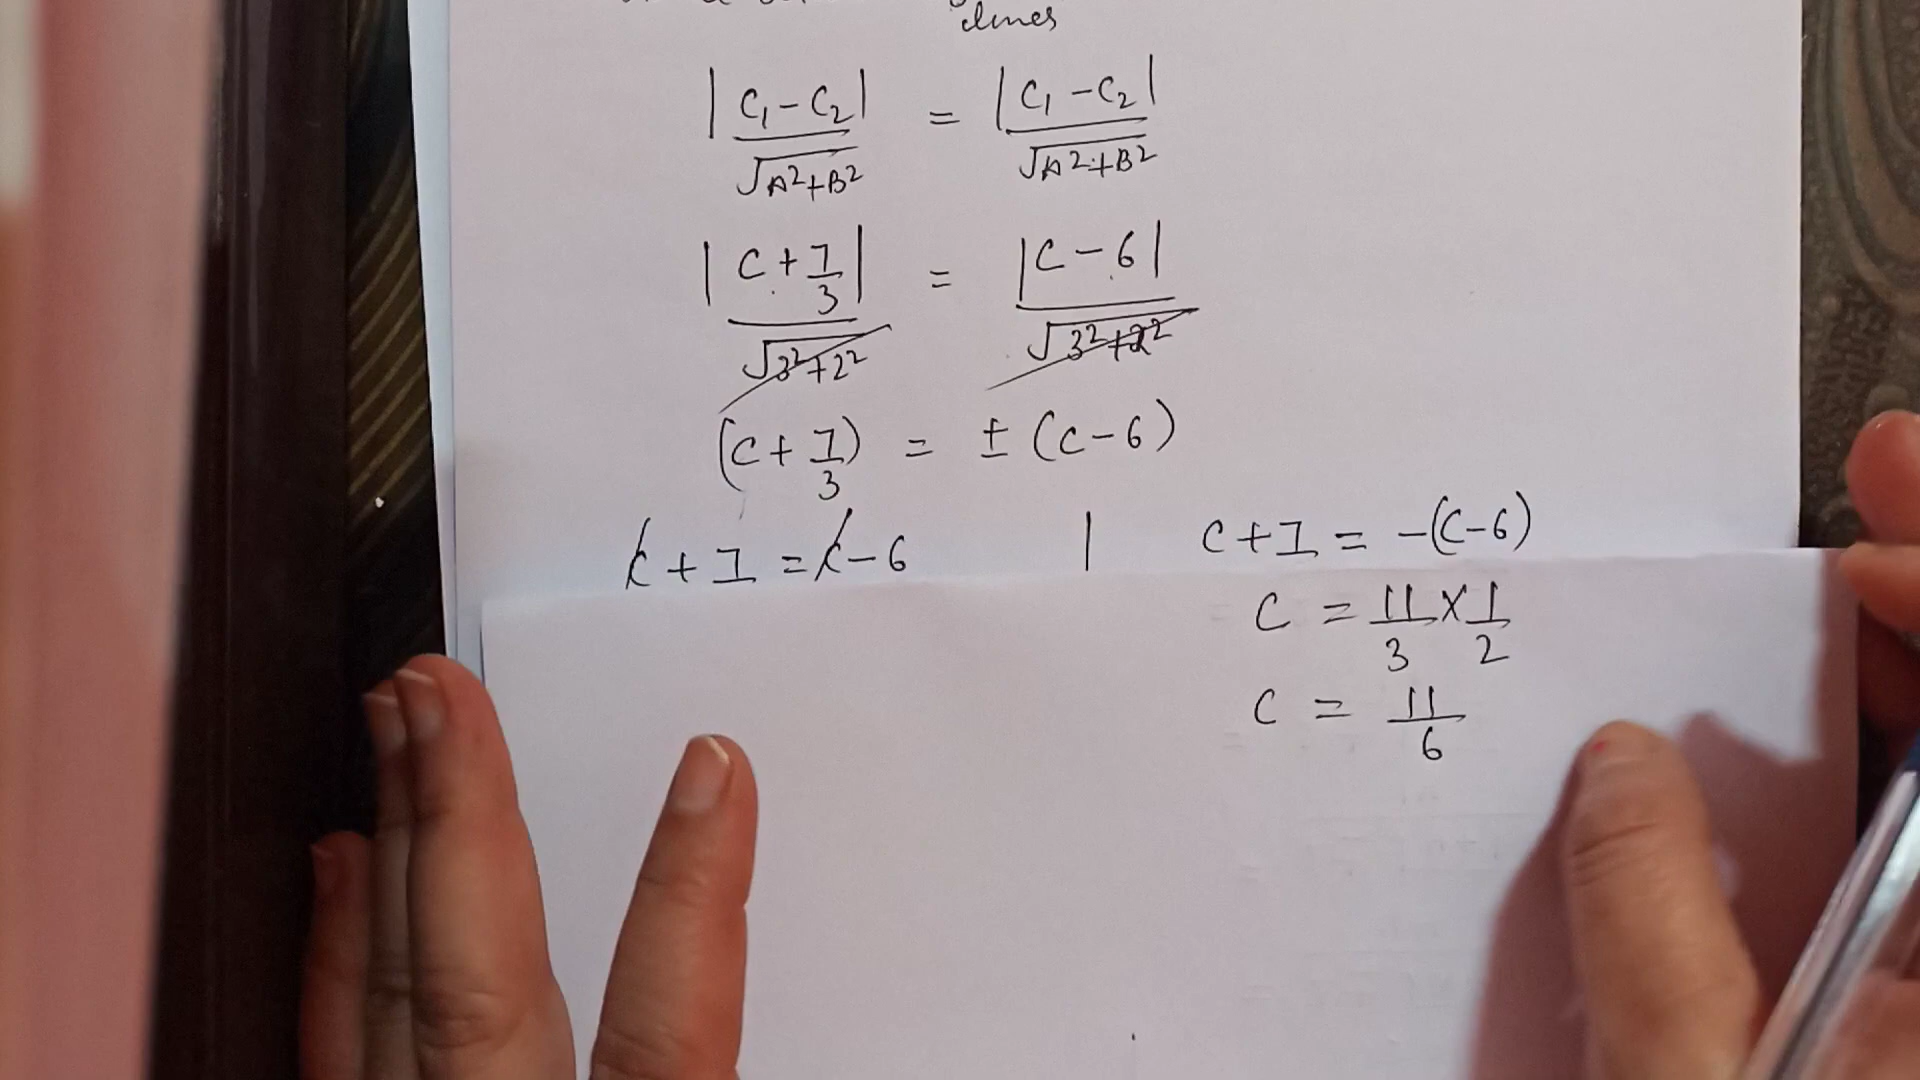 lines
|C₁-C₂|/√A²+B² = |C₁-C₂|/√A²+B²
|C+7/3|/√3²+2² = |C-6|/√3²+2²
(C+7/3) = ±(C-6)
C+7=C-6 | C+7=-(C-6)
C = 11/3 × 1/2
C = 11/6